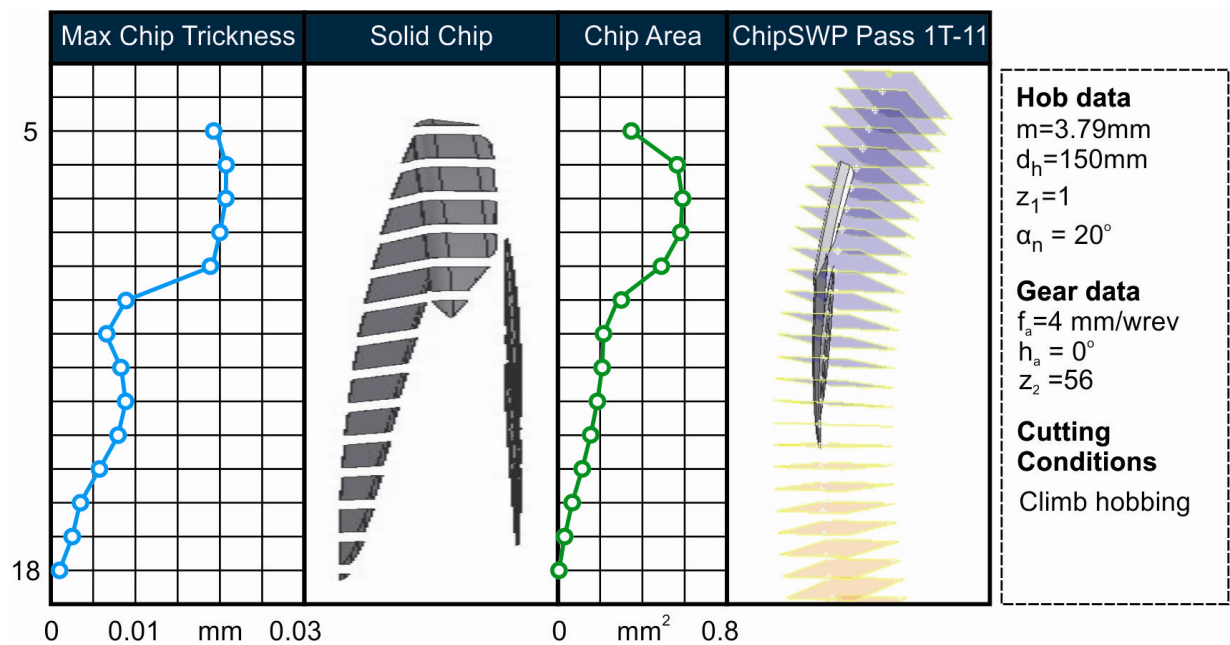 Max Chip Trickness
Solid Chip
Chip Area
ChipSWP Pass 1T-11
5
18
0
0.01
mm
0.03
0
mm²
0.8
Hob data
m=3.79mm
dₕ=150mm
z₁=1
αₙ = 20°
Gear data
fₐ=4 mm/wrev
hₐ = 0°
z₂ =56
Cutting
Conditions
Climb hobbing